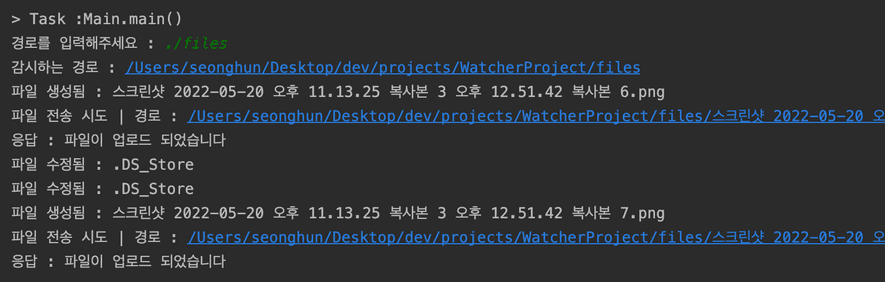 > Task :Main.main()
경로를 입력해주세요 : ./files
감시하는 경로 : /Users/seonghun/Desktop/dev/projects/WatcherProject/files
파일 생성됨 : 스크린샷 2022-05-20 오후 11.13.25 복사본 3 오후 12.51.42 복사본 6.png
파일 전송 시도 | 경로 : /Users/seonghun/Desktop/dev/projects/WatcherProject/files/스크린샷 2022-05-20 오
응답 : 파일이 업로드 되었습니다
파일 수정됨 : .DS_Store
파일 수정됨 : .DS_Store
파일 생성됨 : 스크린샷 2022-05-20 오후 11.13.25 복사본 3 오후 12.51.42 복사본 7.png
파일 전송 시도 | 경로 : /Users/seonghun/Desktop/dev/projects/WatcherProject/files/스크린샷 2022-05-20 오
응답 : 파일이 업로드 되었습니다